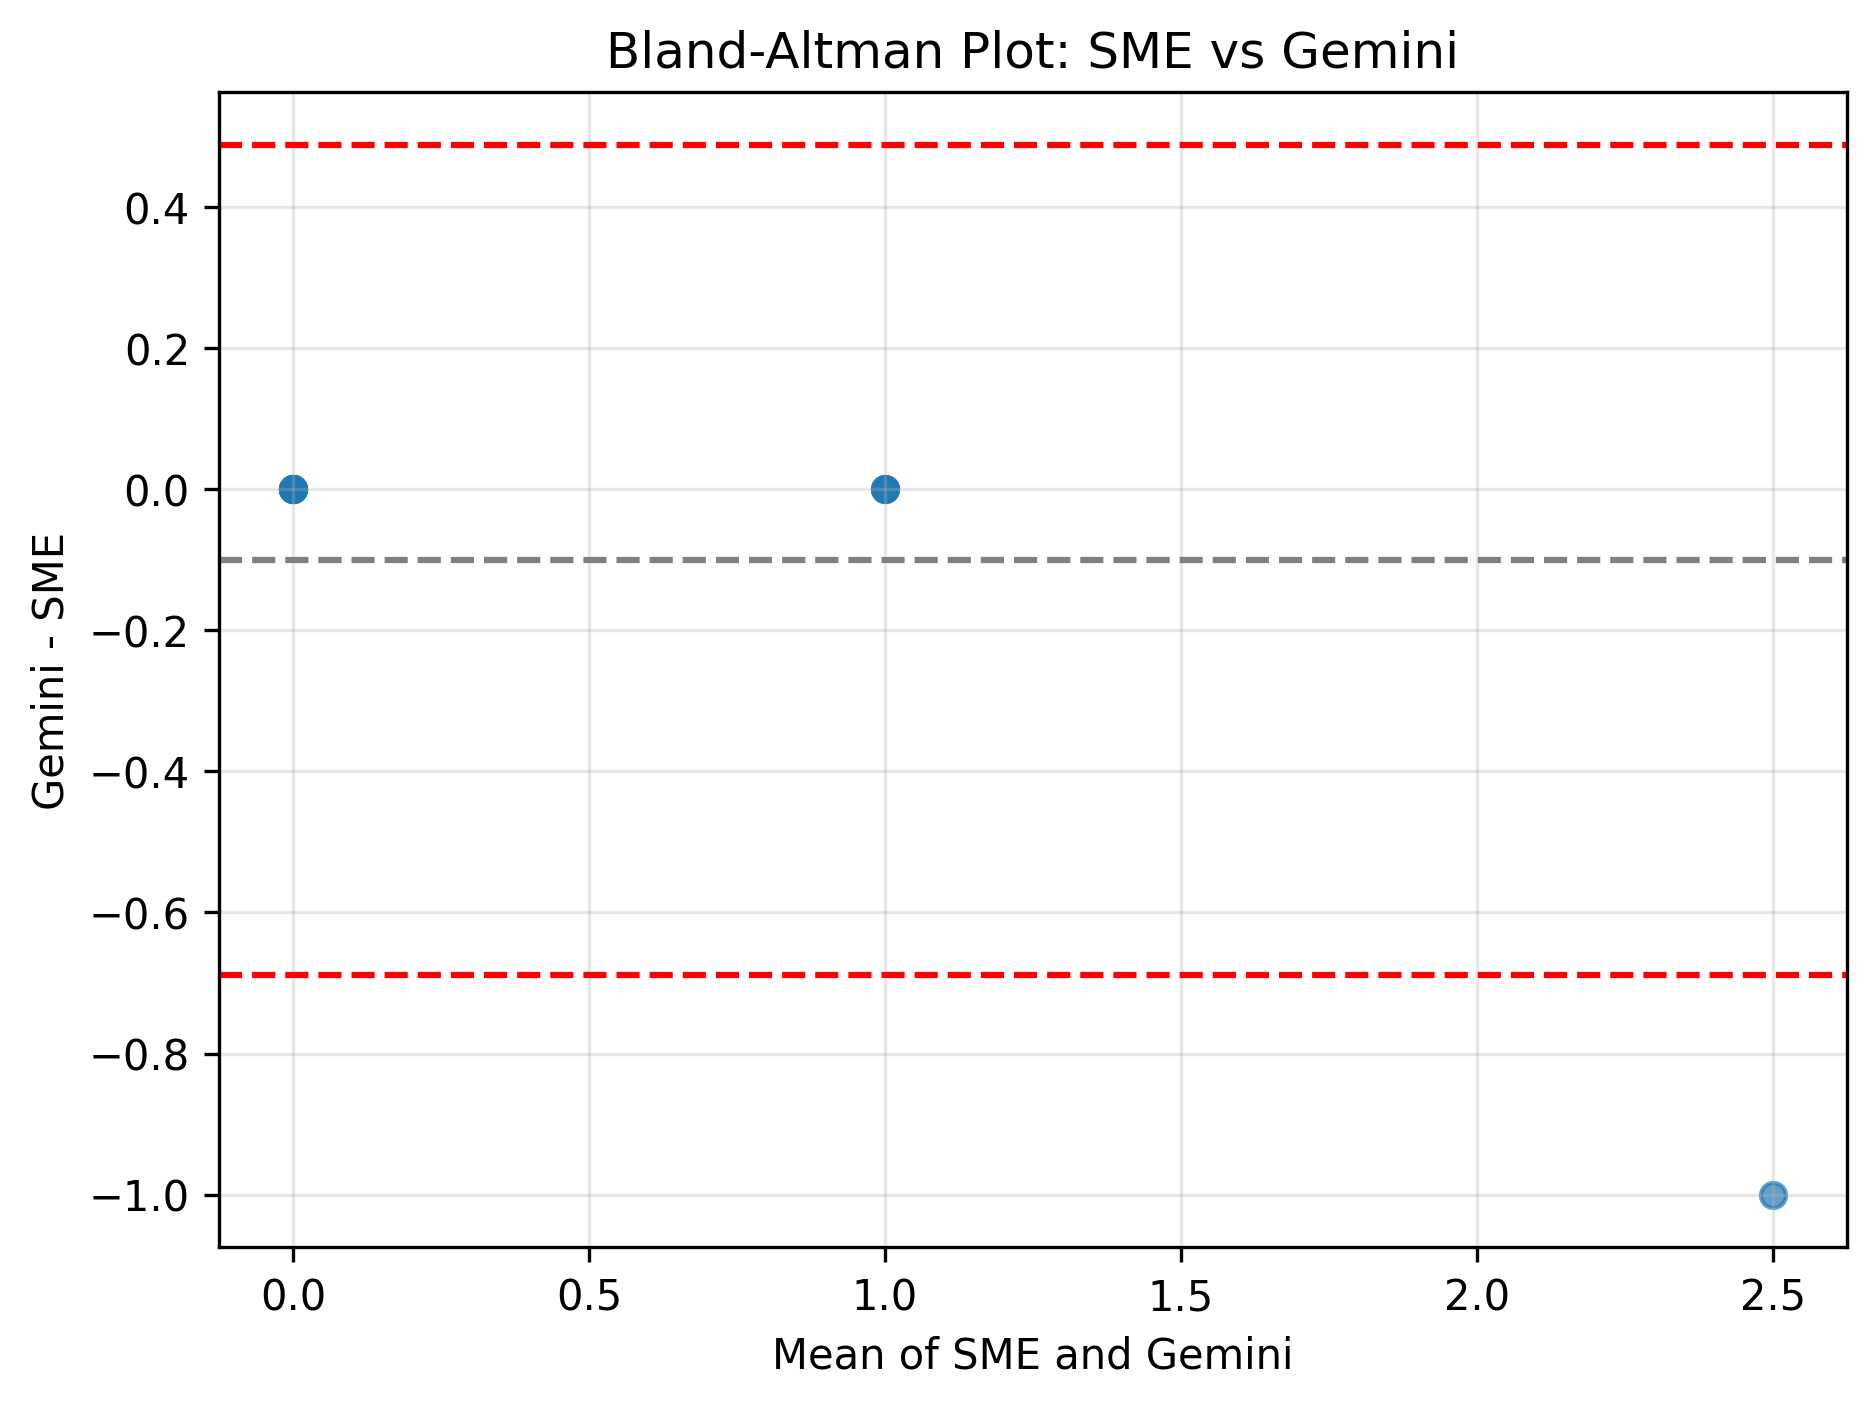 Bland-Altman Plot: SME vs Gemini
Gemini - SME
0.4
0.2
0.0
−0.2
−0.4
−0.6
−0.8
−1.0
0.0 0.5 1.0 1.5 2.0 2.5
Mean of SME and Gemini